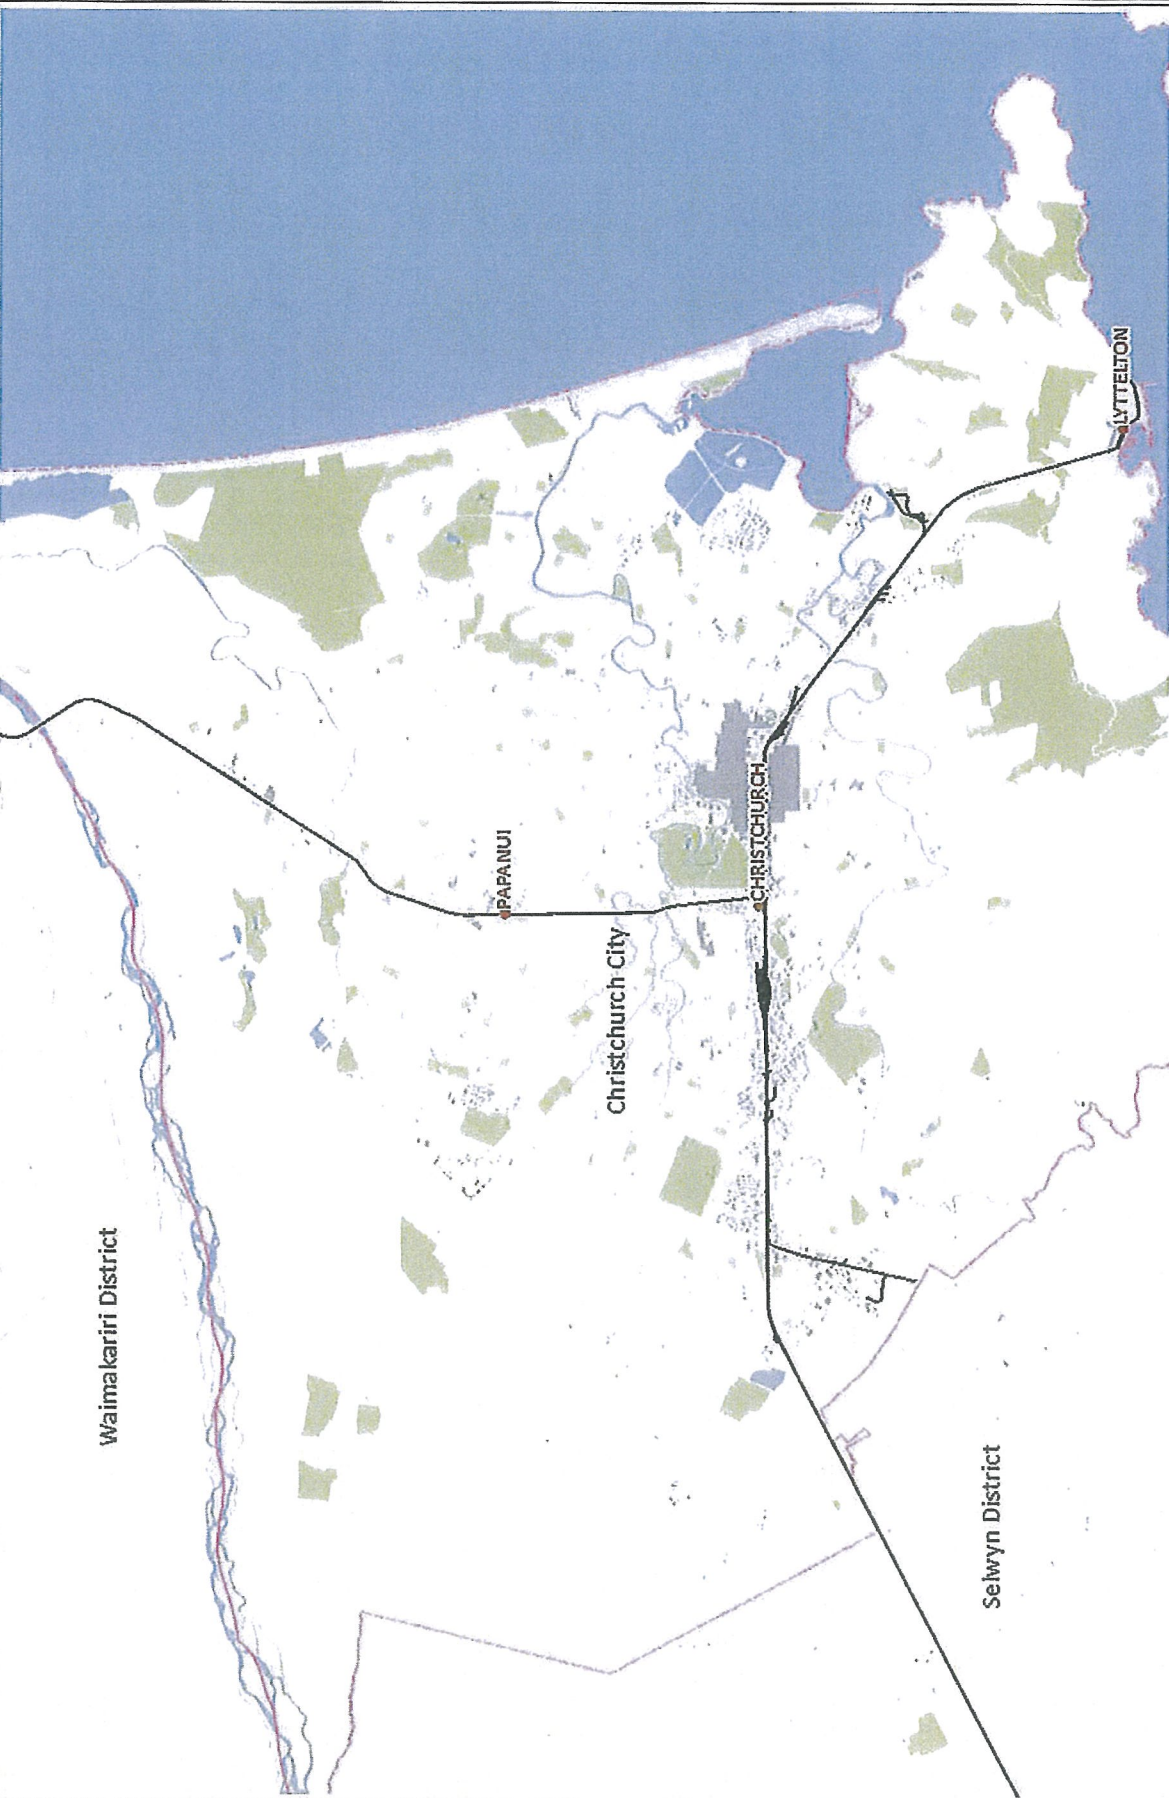 Waimakariri District
PAPANUI
Christchurch City
CHRISTCHURCH
LYTTELTON
Selwyn District